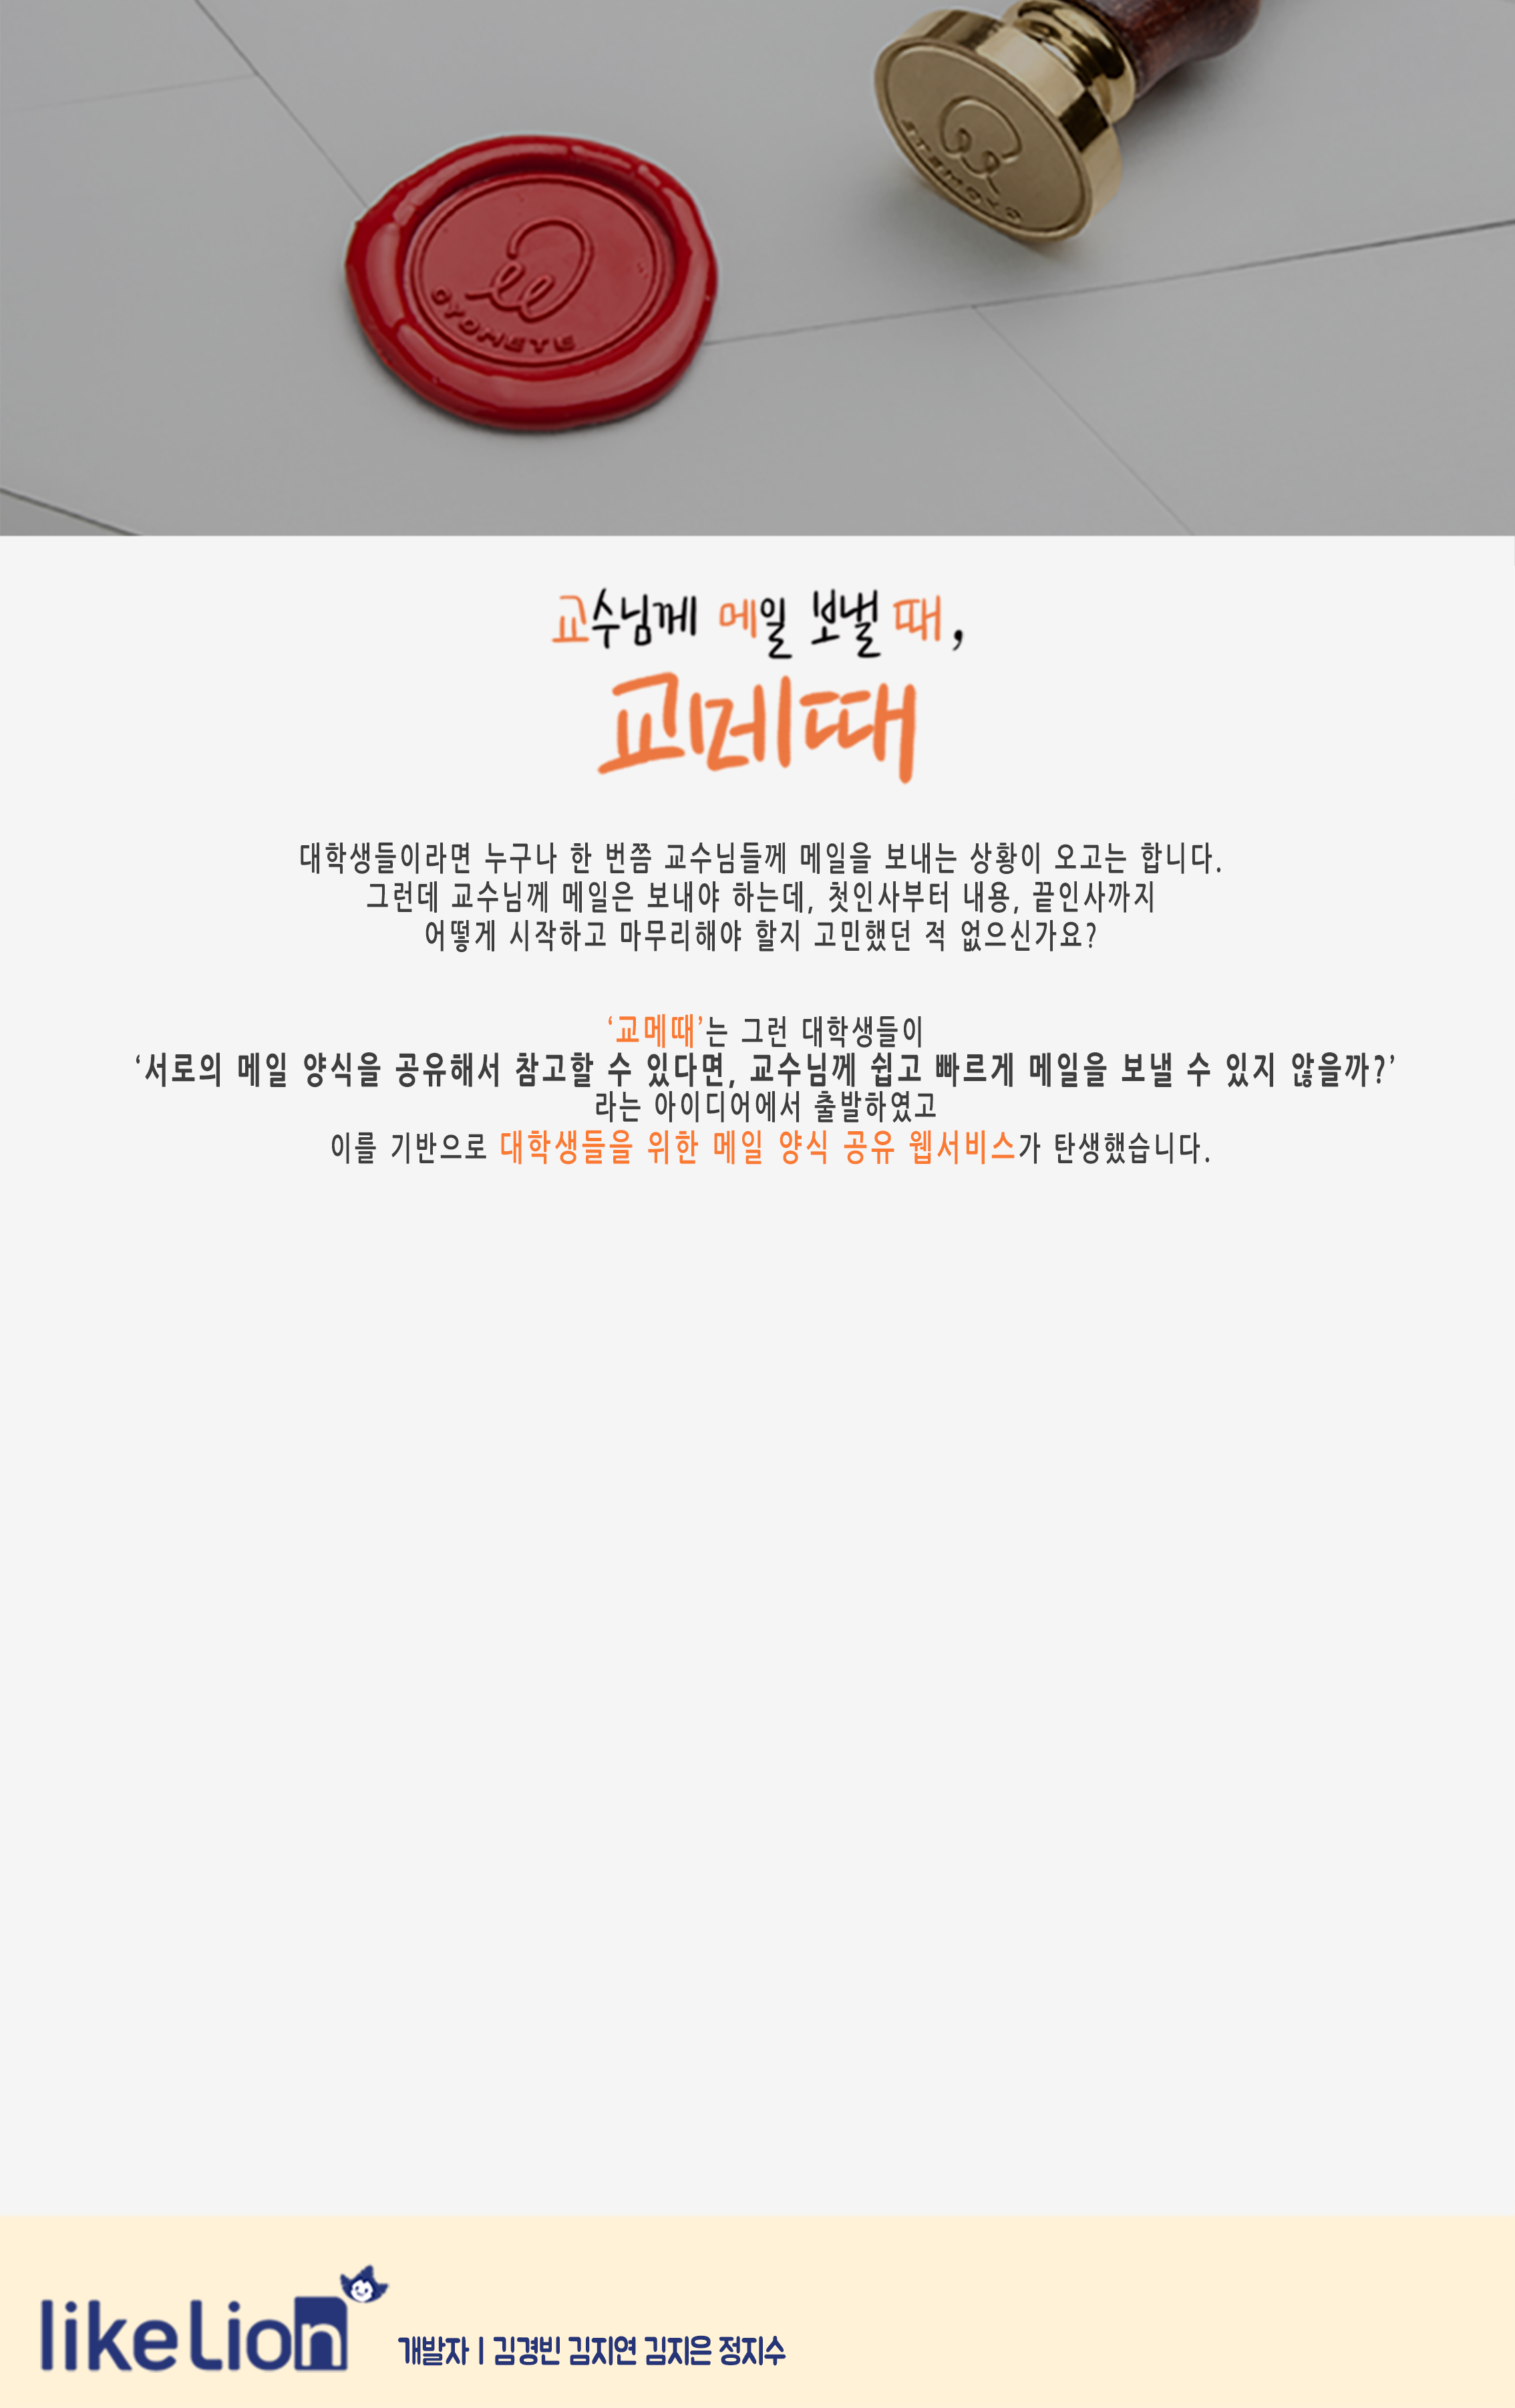 GYOMETE
GYOMETE
교수님께 메일 보낼 때,
교메때
대학생들이라면 누구나 한 번쯤 교수님들께 메일을 보내는 상황이 오고는 합니다.
그런데 교수님께 메일은 보내야 하는데, 첫인사부터 내용, 끝인사까지
어떻게 시작하고 마무리해야 할지 고민했던 적 없으신가요?
‘교메때’는 그런 대학생들이
‘서로의 메일 양식을 공유해서 참고할 수 있다면, 교수님께 쉽고 빠르게 메일을 보낼 수 있지 않을까?’
라는 아이디어에서 출발하였고
이를 기반으로 대학생들을 위한 메일 양식 공유 웹서비스가 탄생했습니다.
likeLion
개발자 | 김경빈 김지연 김지은 정지수